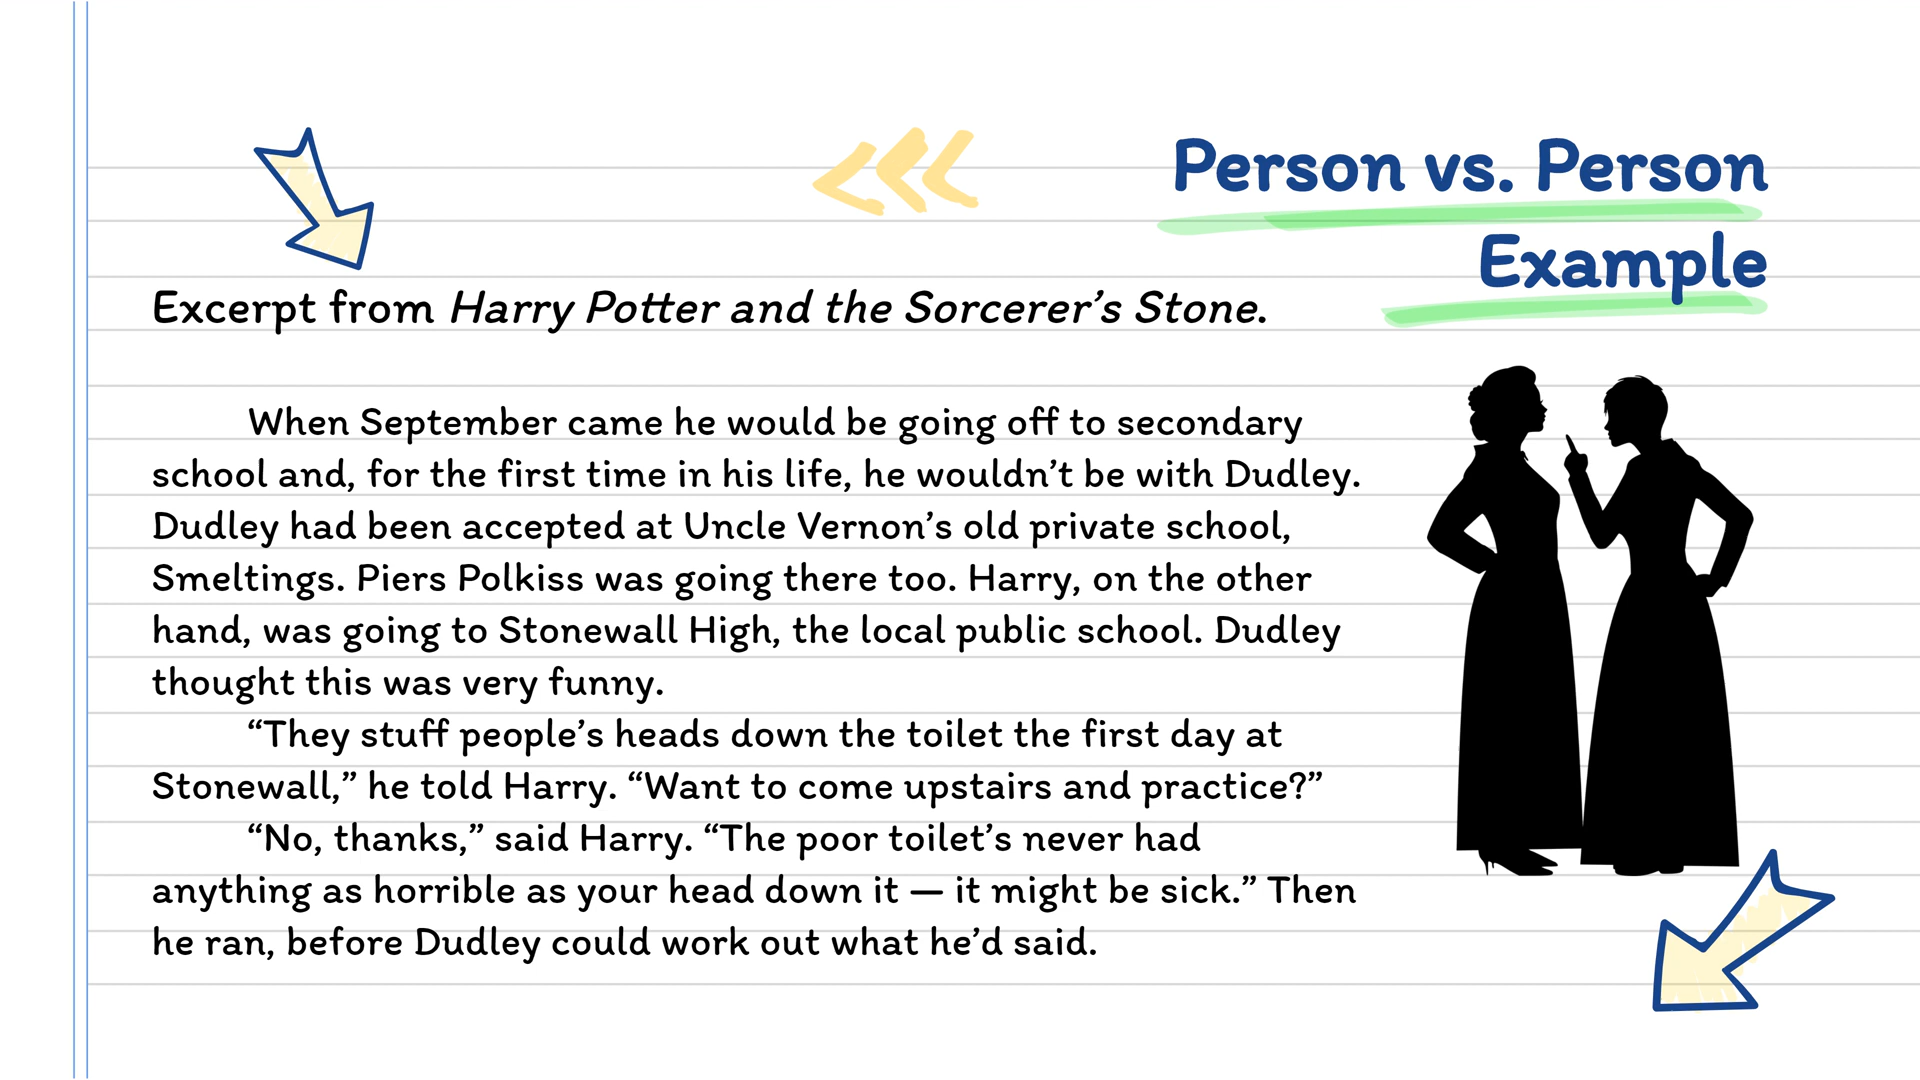 Person vs. Person
Example
Excerpt from Harry Potter and the Sorcerer’s Stone.
When September came he would be going off to secondary
school and, for the first time in his life, he wouldn’t be with Dudley.
Dudley had been accepted at Uncle Vernon’s old private school,
Smeltings. Piers Polkiss was going there too. Harry, on the other
hand, was going to Stonewall High, the local public school. Dudley
thought this was very funny.
“They stuff people’s heads down the toilet the first day at
Stonewall,” he told Harry. “Want to come upstairs and practice?”
“No, thanks,” said Harry. “The poor toilet’s never had
anything as horrible as your head down it — it might be sick.” Then
he ran, before Dudley could work out what he’d said.